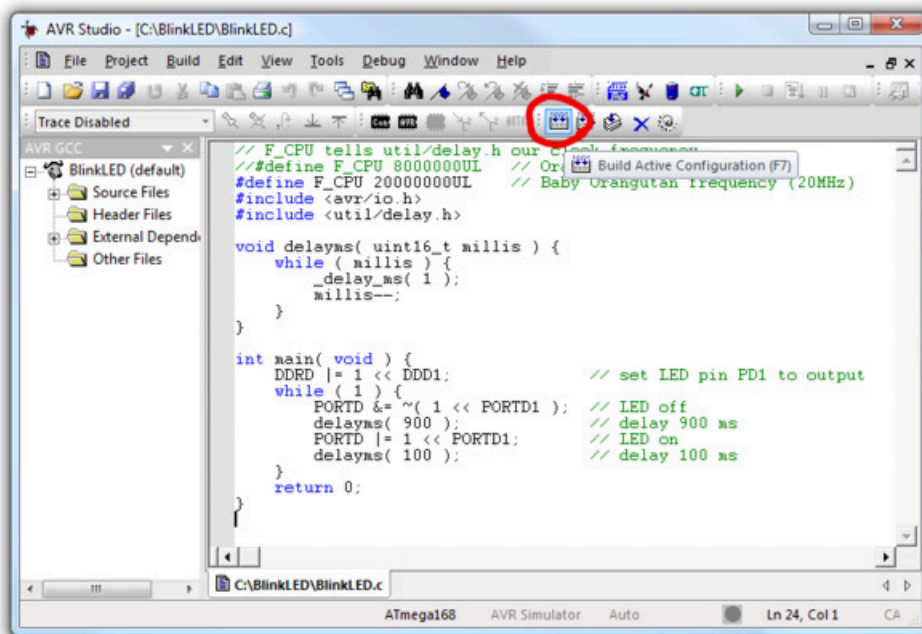 AVR Studio - [C:\BlinkLED\BlinkLED.c]
File Project Build Edit View Tools Debug Window Help
Trace Disabled
AVR GCC
BlinkLED (default)
Source Files
Header Files
External Depend
Other Files
// F_CPU tells util/delay.h our clock frequency
//#define F_CPU 8000000UL // Ora
Build Active Configuration (F7)
#define F_CPU 20000000UL // Baby Orangutan frequency (20MHz)
#include <avr/io.h>
#include <util/delay.h>
void delayms( uint16_t millis ) {
while ( millis ) {
_delay_ms( 1 );
millis--;
}
}
int main( void ) {
DDRD |= 1 << DDD1; // set LED pin PD1 to output
while ( 1 ) {
PORTD &= ~( 1 << PORTD1 ); // LED off
delayms( 900 ); // delay 900 ms
PORTD |= 1 << PORTD1; // LED on
delayms( 100 ); // delay 100 ms
}
return 0;
}
C:\BlinkLED\BlinkLED.c
ATmega168 AVR Simulator Auto Ln 24, Col 1 CA